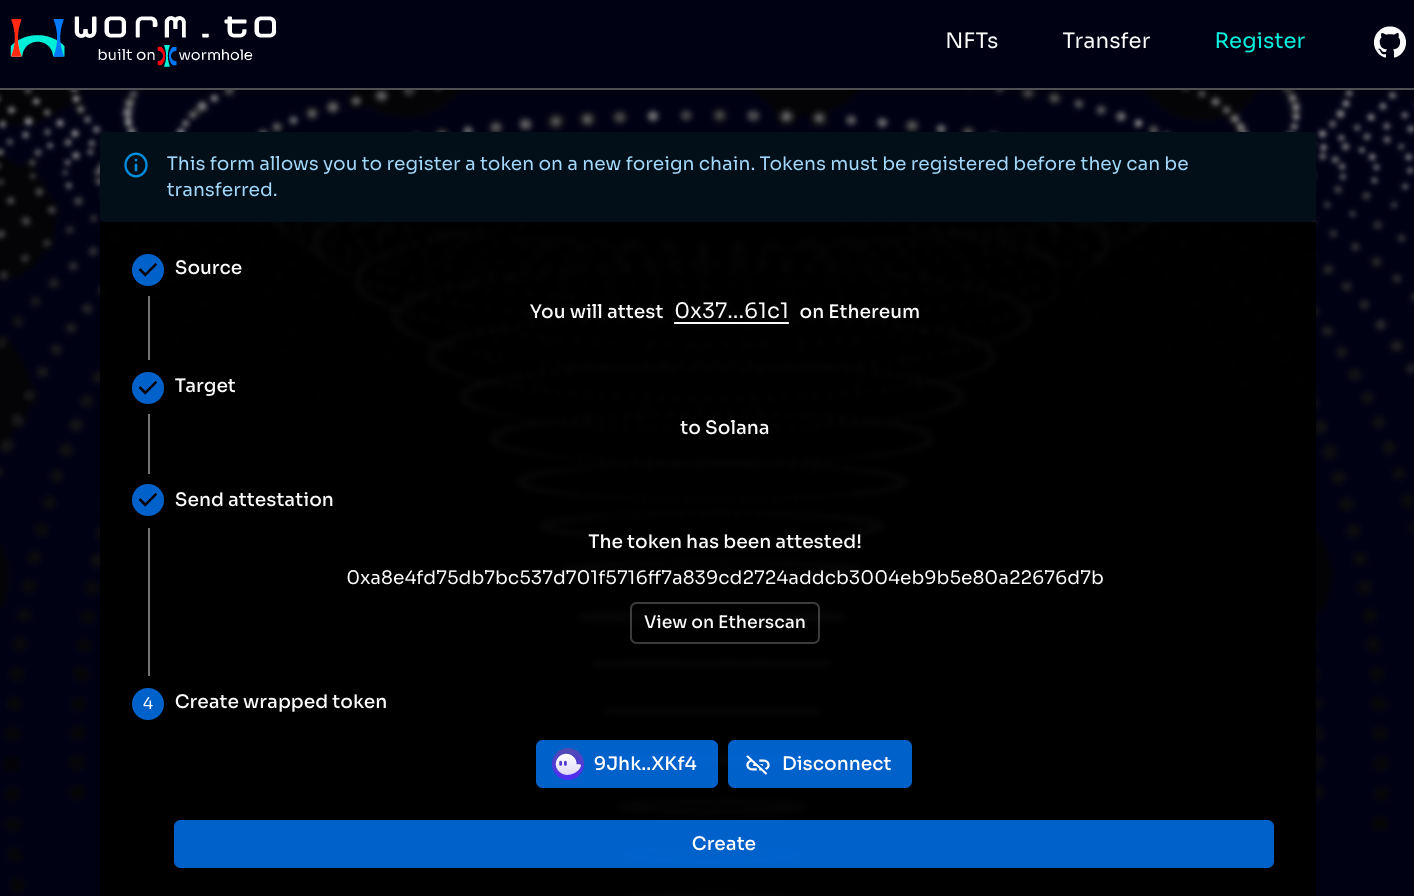 worm.to
built on wormhole
NFTs
Transfer
Register
This form allows you to register a token on a new foreign chain. Tokens must be registered before they can be
transferred.
Source
You will attest 0x37...61c1 on Ethereum
Target
to Solana
Send attestation
The token has been attested!
0xa8e4fd75db7bc537d701f5716ff7a839cd2724addcb3004eb9b5e80a22676d7b
View on Etherscan
4
Create wrapped token
9Jhk..XKf4
Disconnect
Create